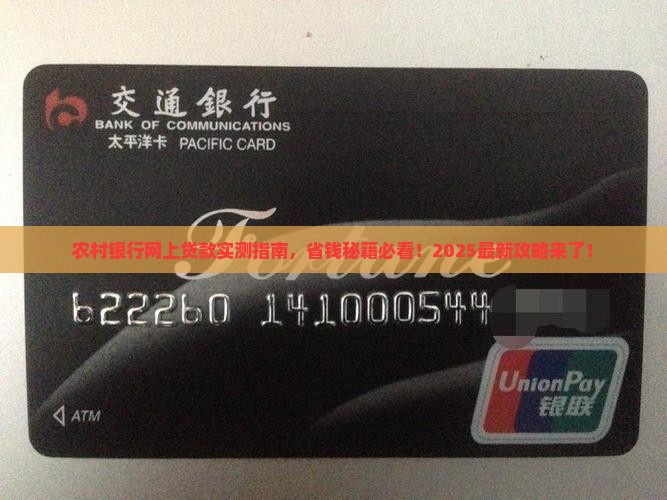 交通銀行
BANK OF COMMUNICATIONS
太平洋卡 PACIFIC CARD
Fortune
农村银行网上贷款实测指南，省钱秘籍必看！2025最新攻略来了！
622260 141000544
UnionPay
银联
ATM